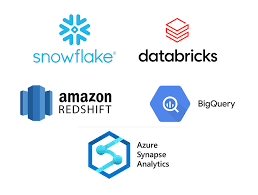 snowflake®
databricks
amazon
REDSHIFT
BigQuery
Azure
Synapse
Analytics